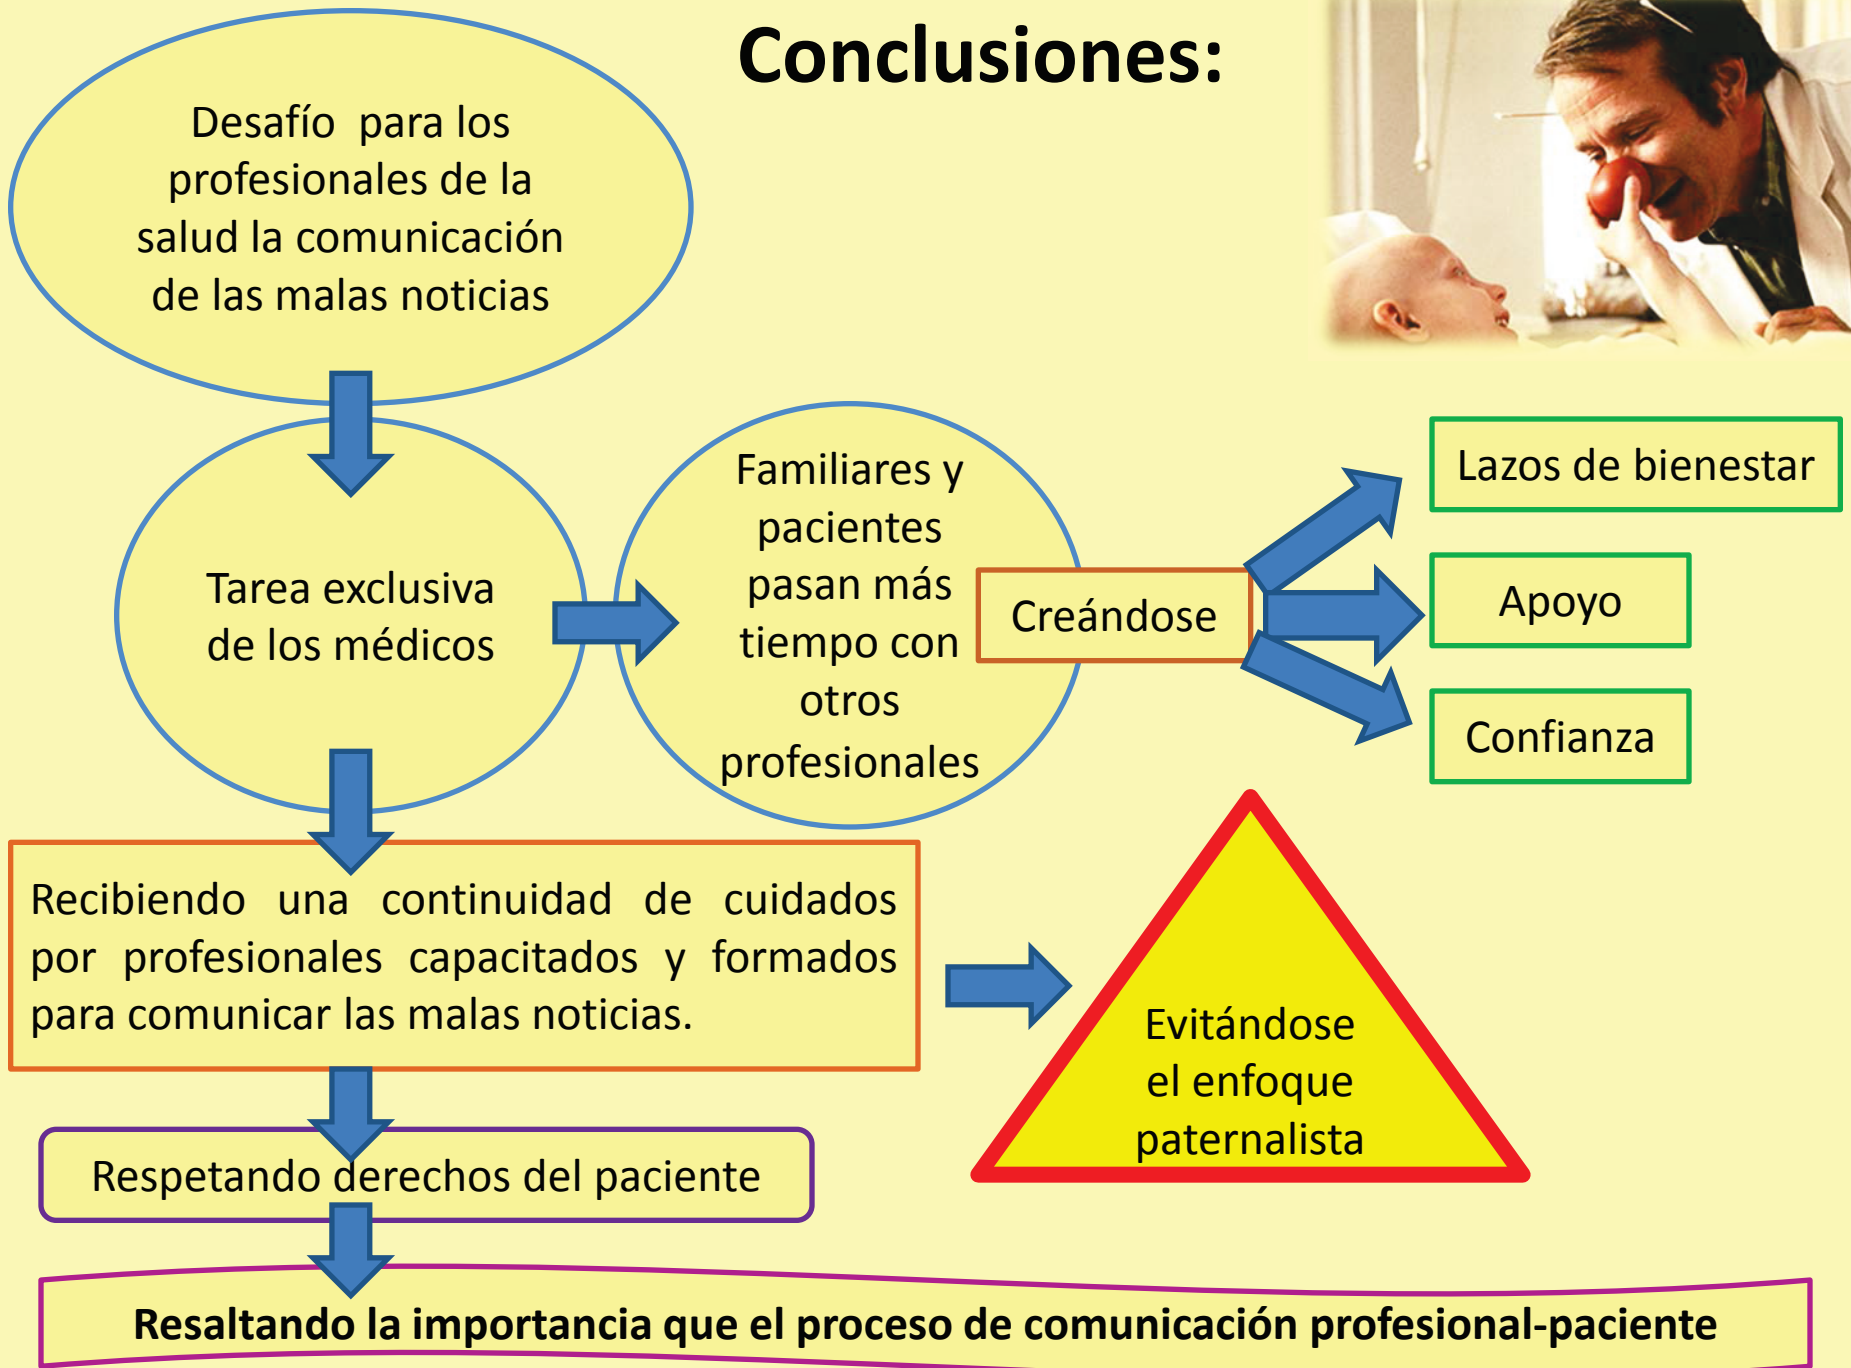 Conclusiones:
Desafío para los
profesionales de la
salud la comunicación
de las malas noticias
Tarea exclusiva
de los médicos
Familiares y
pacientes
pasan más
tiempo con
otros
profesionales
Creándose
Lazos de bienestar
Apoyo
Confianza
Recibiendo una continuidad de cuidados
por profesionales capacitados y formados
para comunicar las malas noticias.
Evitándose
el enfoque
paternalista
Respetando derechos del paciente
Resaltando la importancia que el proceso de comunicación profesional-paciente